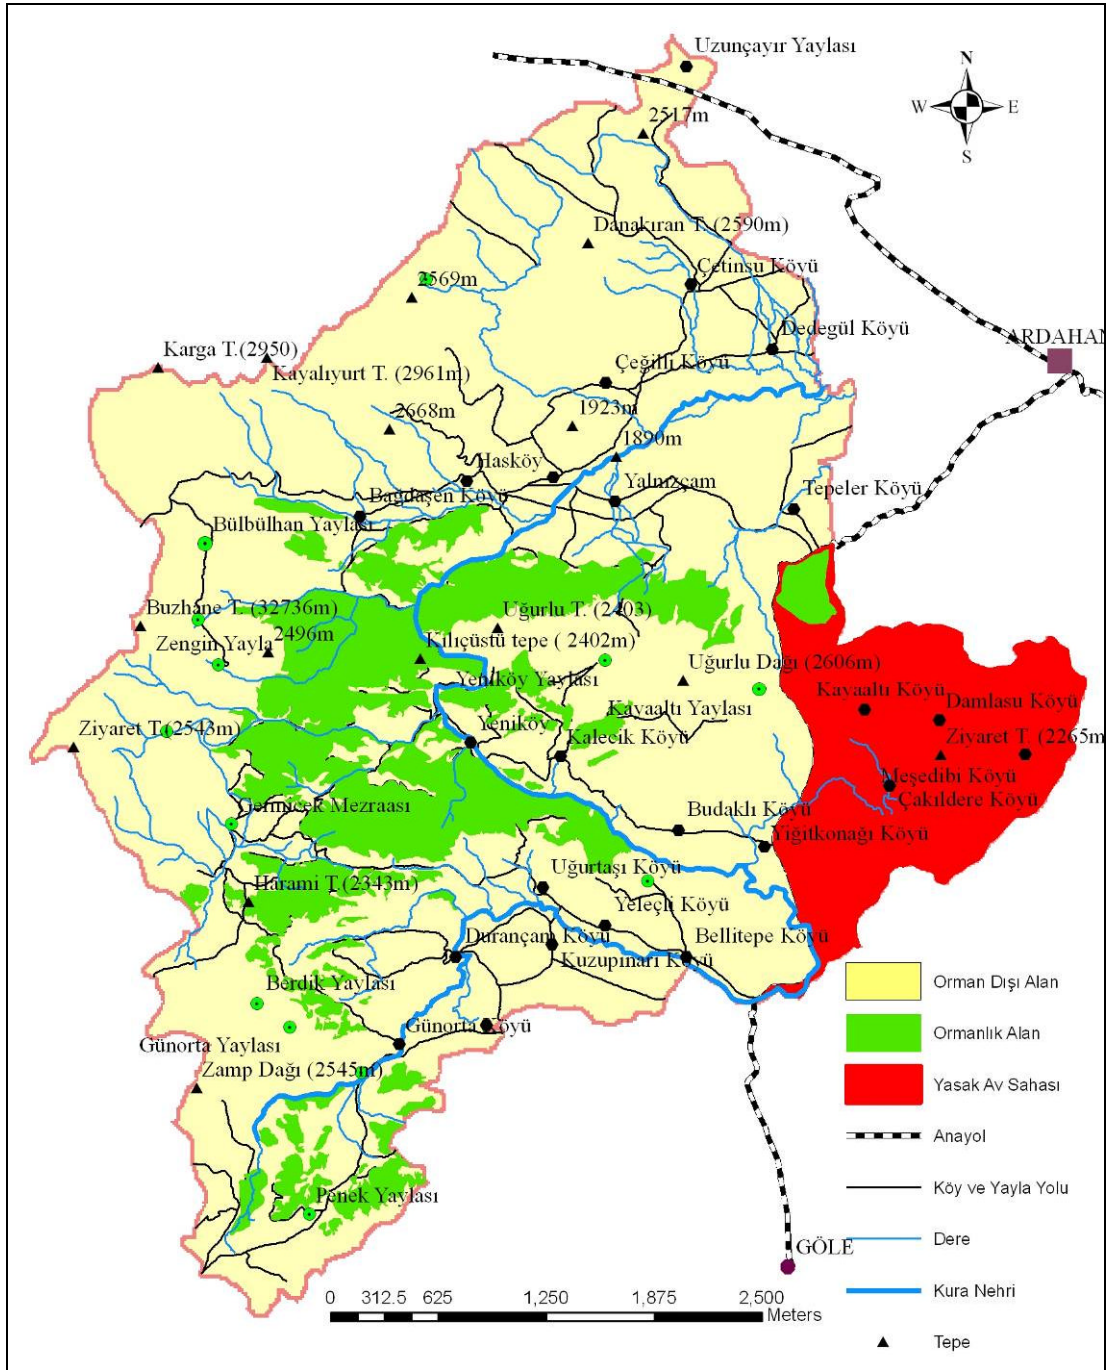 Uzunçayır Yaylası
N
W
E
S
2517m
Danakıran T. (2590m)
Çetinsu Köyü
2569m
Dedegül Köyü
ARDAHAN
Karga T.(2950)
Kayalıyurt T. (2961m)
Çeğilli Köyü
2668m
1923m
1890m
Hasköy
Bağdaşen Köyü
Yalnızçam
Tepeler Köyü
Bülbülhan Yaylası
Buzhane T. (32736m)
Uğurlu T. (2403)
Zengin Yayla
2496m
Kılıçüstü tepe ( 2402m)
Uğurlu Dağı (2606m)
Yeniköy Yaylası
Kayaaltı Köyü
Damlasu Köyü
Kayaaltı Yaylası
Ziyaret T.(2543m)
Yeniköy
Kalecik Köyü
Ziyaret T. (2265m
Meşedibi Köyü
Çakıldere Köyü
Germiçek Mezraası
Budaklı Köyü
Yiğitkonağı Köyü
Uğurtaşı Köyü
Harami T.(2343m)
Yeleçli Köyü
Durançam Köyü
Bellitepe Köyü
Kuzupınarı Köyü
Berdik Yaylası
Günorta Köyü
Günorta Yaylası
Zamp Dağı (2545m)
Penek Yaylası
GÖLE
Orman Dışı Alan
Ormanlık Alan
Yasak Av Sahası
Anayol
Köy ve Yayla Yolu
Dere
Kura Nehri
Tepe
0 312.5 625 1,250 1,875 2,500
Meters